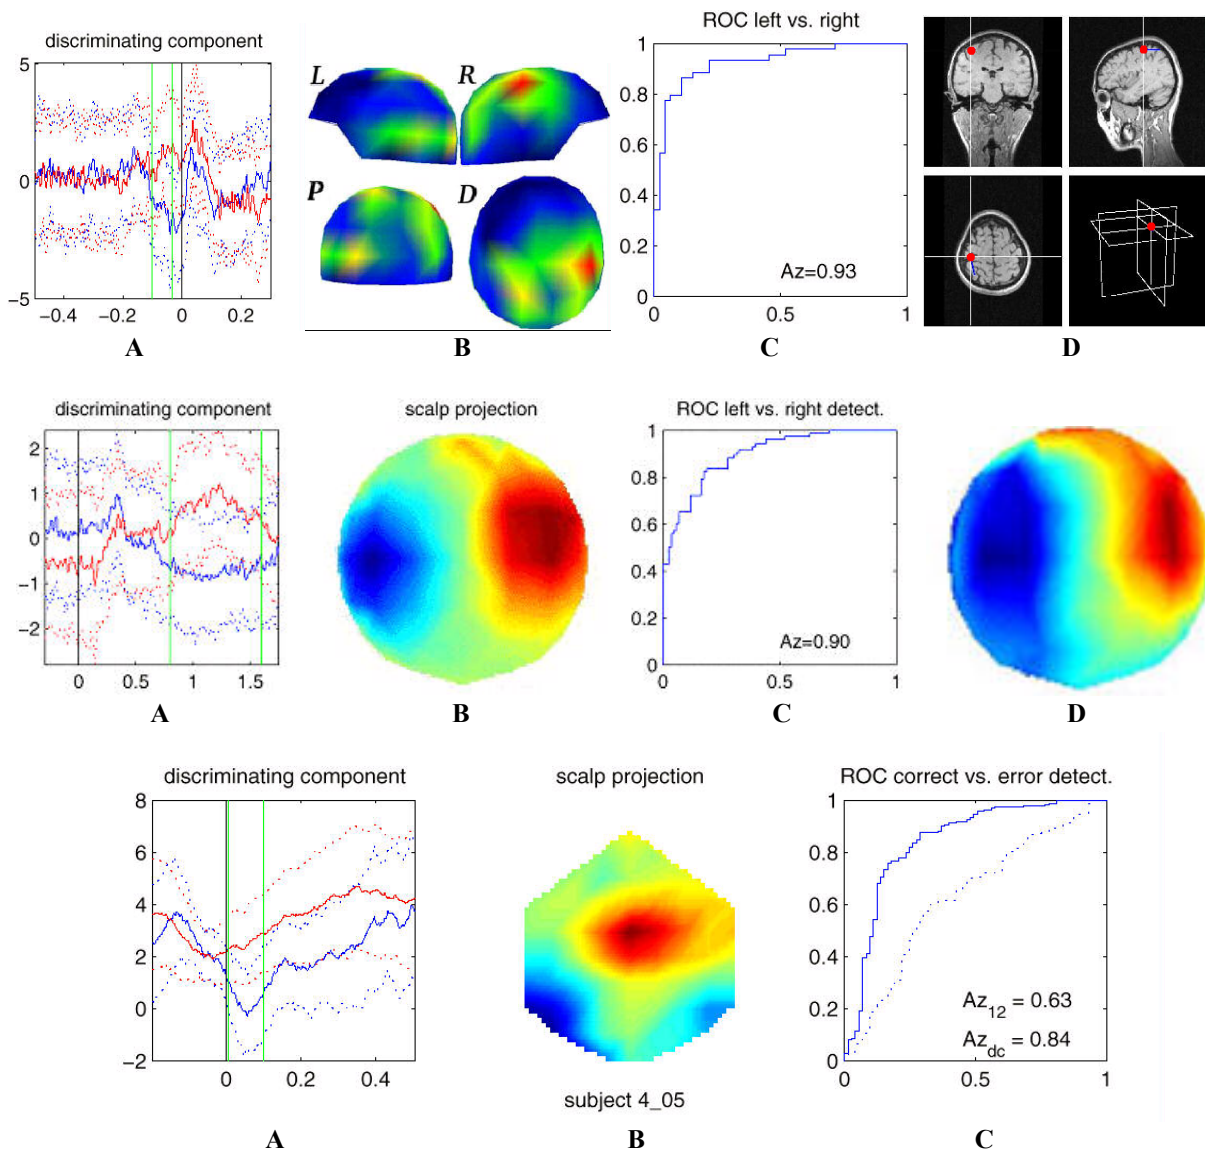 discriminating component
5
0
−5
−0.4
−0.2
0
0.2
A
L
R
P
D
B
ROC left vs. right
1
0.8
0.6
0.4
0.2
0
0
0.5
1
Az=0.93
C
D
discriminating component
2
1
0
−1
−2
0
0.5
1
1.5
A
scalp projection
B
ROC left vs. right detect.
1
0.8
0.6
0.4
0.2
0
0
0.5
1
Az=0.90
C
D
discriminating component
8
6
4
2
0
−2
0
0.2
0.4
A
scalp projection
subject 4_05
B
ROC correct vs. error detect.
1
0.8
0.6
0.4
0.2
0
0
0.5
1
Az12 = 0.63
Azdc = 0.84
C